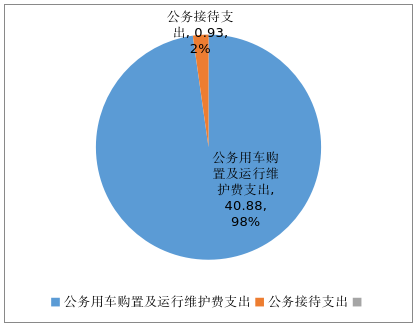 公务接待支
出, 0.93,
2%
公务用车购
置及运行维
护费支出,
40.88,
98%
公务用车购置及运行维护费支出 公务接待支出